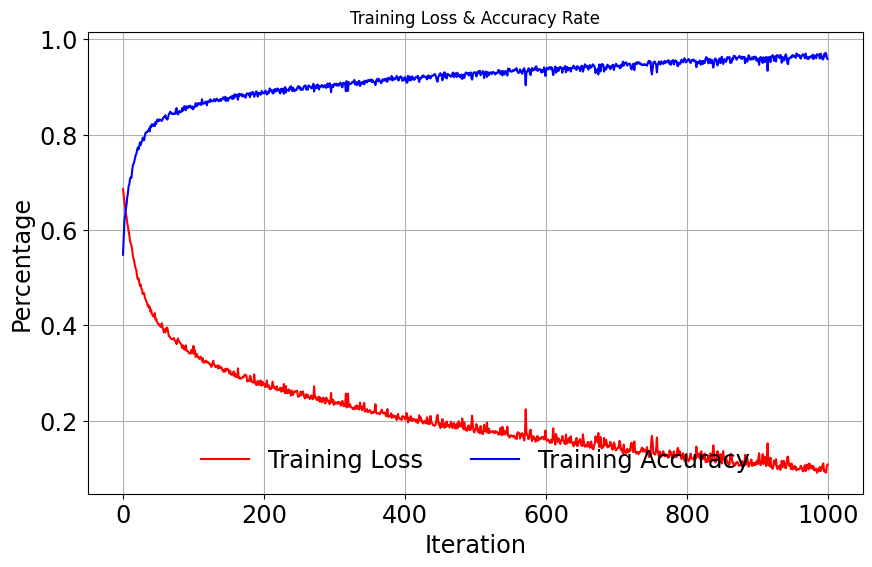 Training Loss & Accuracy Rate
1.0
0.8
0.6
0.4
0.2
Percentage
Training Loss Training Accuracy
0 200 400 600 800 1000
Iteration